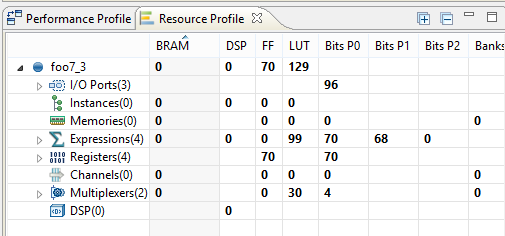 Performance Profile Resource Profile
BRAM DSP FF LUT Bits P0 Bits P1 Bits P2 Banks
foo7_3 0 0 70 129
I/O Ports(3) 96
Instances(0) 0 0 0 0
Memories(0) 0 0 0 0 0
Expressions(4) 0 0 0 99 70 68 0
Registers(4) 70 70
Channels(0) 0 0 0 0 0
Multiplexers(2) 0 0 30 4 0
DSP(0) 0